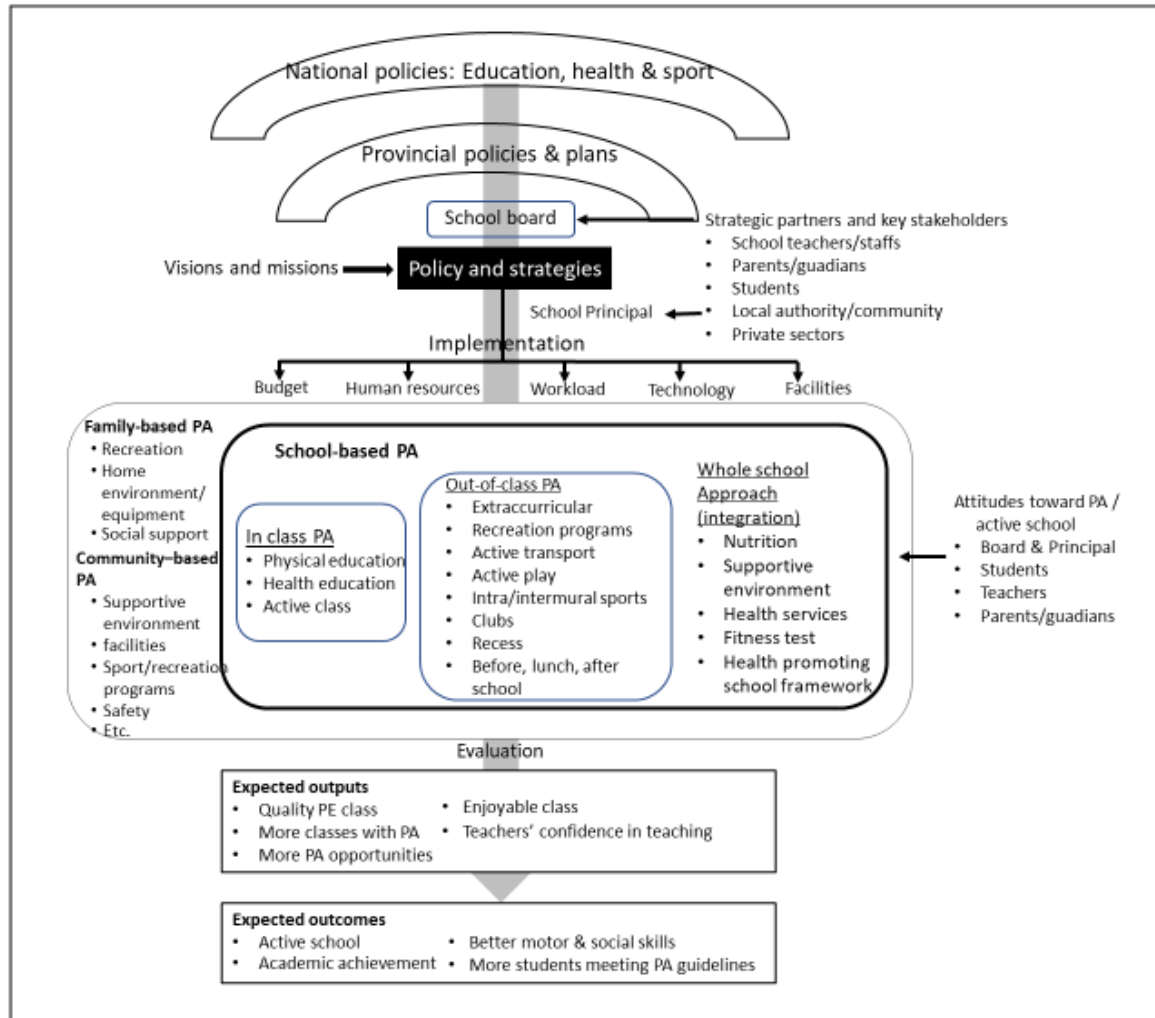 National policies: Education, health & sport
Provincial policies & plans
School board
Strategic partners and key stakeholders
• School teachers/staffs
• Parents/guadians
• Students
• Local authority/community
• Private sectors
Visions and missions
Policy and strategies
School Principal
Implementation
Budget
Human resources
Workload
Technology
Facilities
Family-based PA
• Recreation
• Home
environment/
equipment
• Social support
Community–based
PA
• Supportive
environment
• facilities
• Sport/recreation
programs
• Safety
• Etc.
School-based PA
In class PA
• Physical education
• Health education
• Active class
Out-of-class PA
• Extraccurricular
• Recreation programs
• Active transport
• Active play
• Intra/intermural sports
• Clubs
• Recess
• Before, lunch, after
school
Whole school
Approach
(integration)
• Nutrition
• Supportive
environment
• Health services
• Fitness test
• Health promoting
school framework
Attitudes toward PA /
active school
• Board & Principal
• Students
• Teachers
• Parents/guadians
Evaluation
Expected outputs
• Quality PE class
• More classes with PA
• More PA opportunities
• Enjoyable class
• Teachers’ confidence in teaching
Expected outcomes
• Active school
• Academic achievement
• Better motor & social skills
• More students meeting PA guidelines